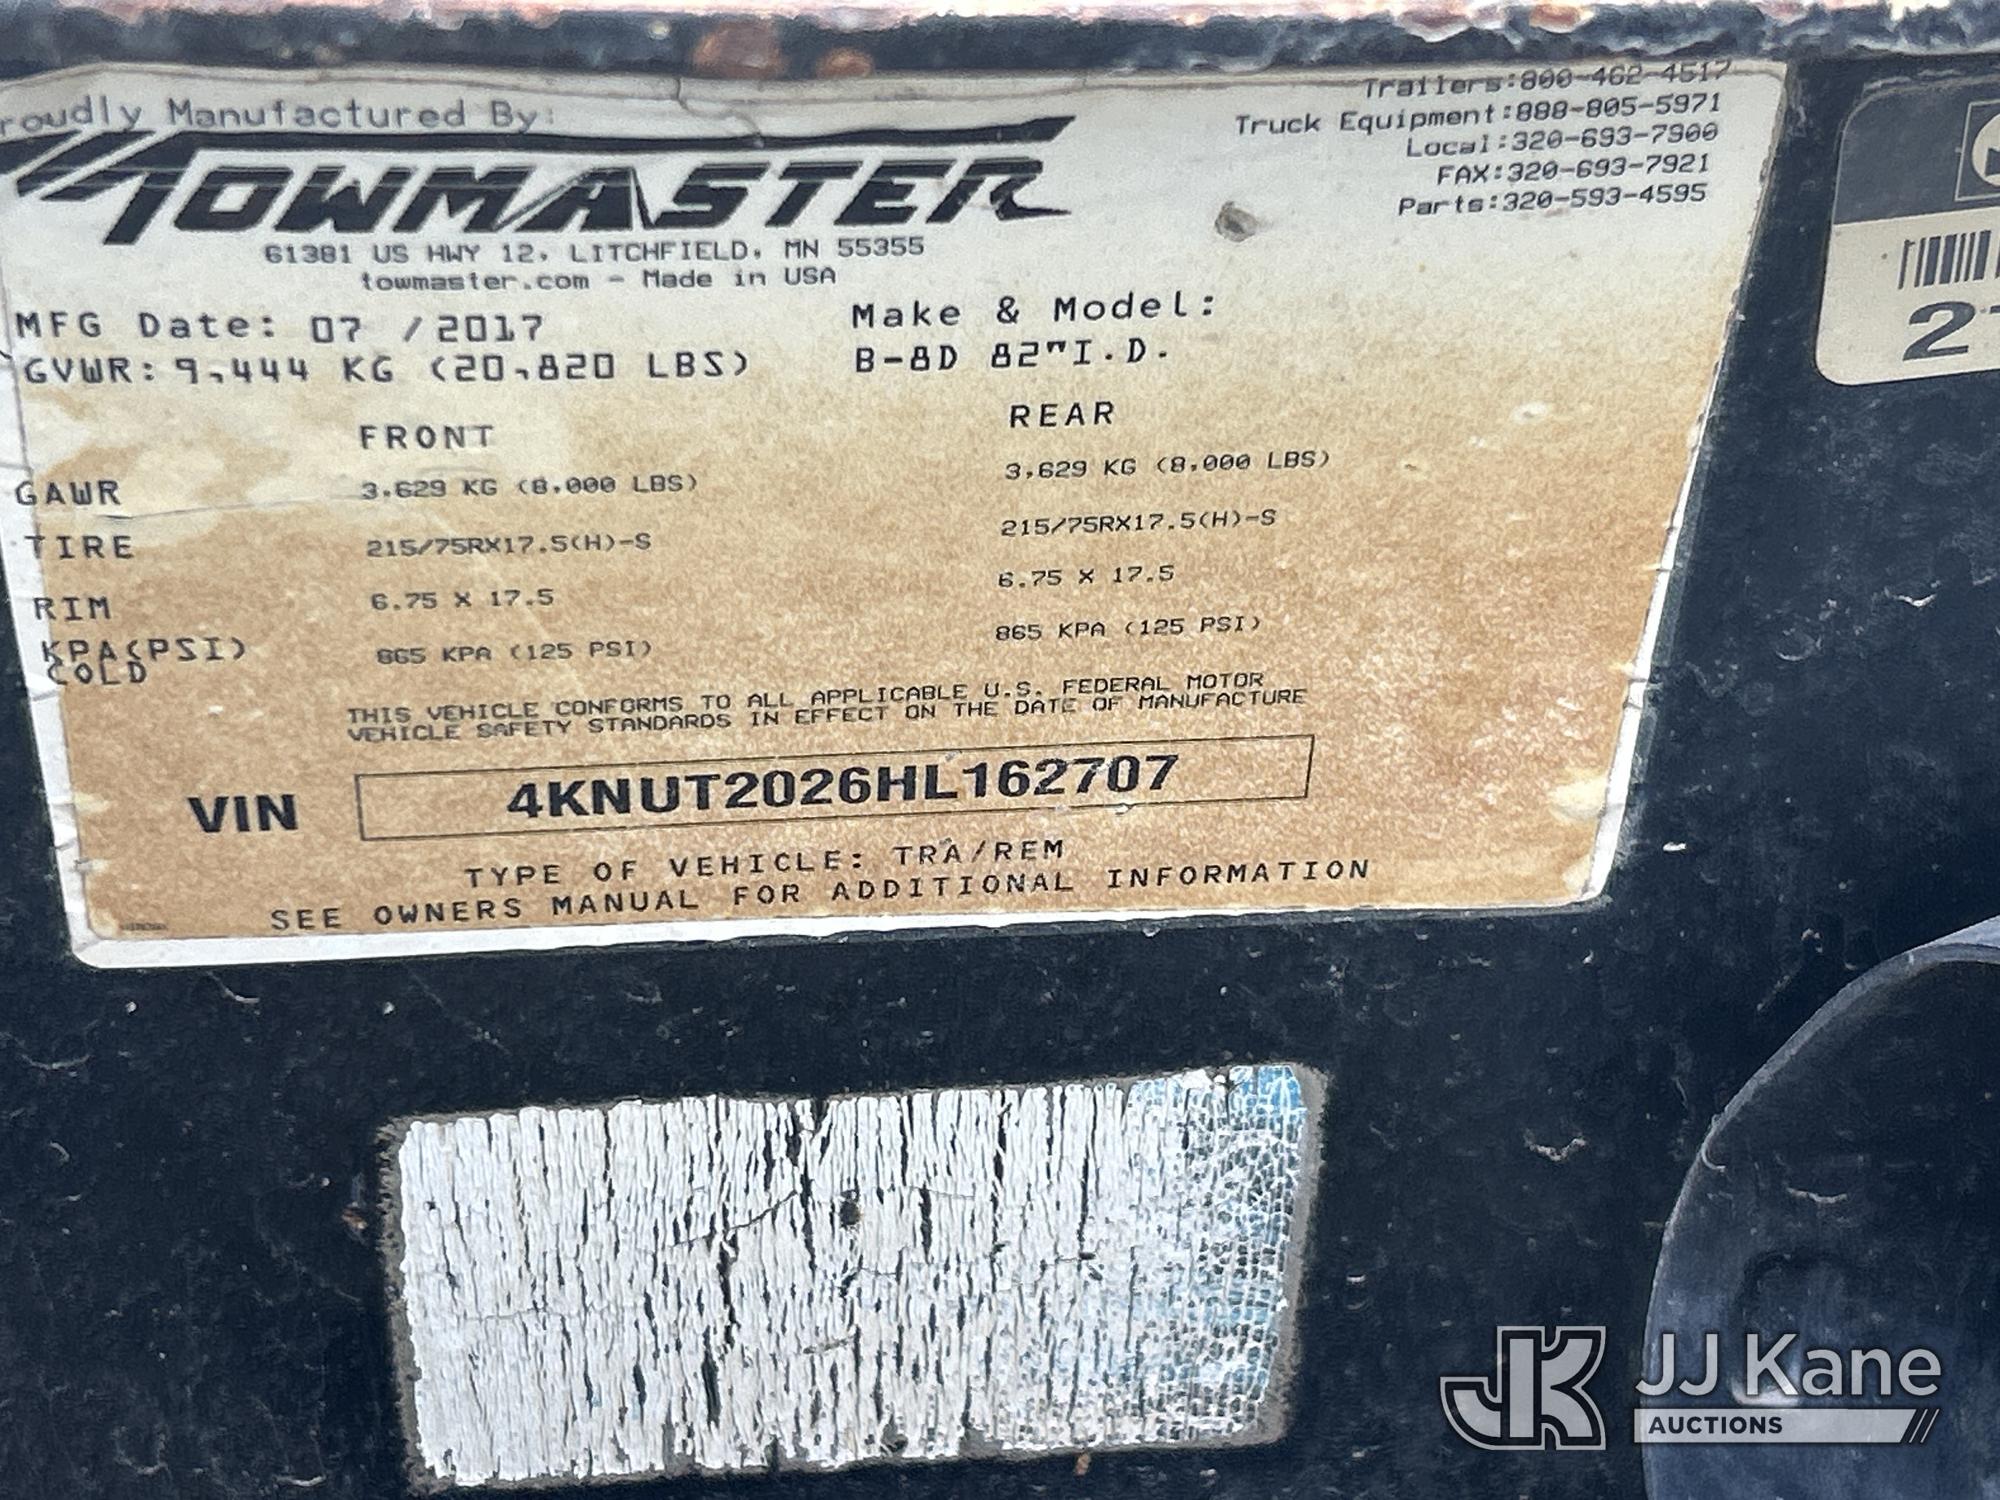 Manufactured By:
TOWMASTER
61381 US HWY 12, LITCHFIELD, MN 55355
towmaster.com - Made in USA
Trailers:800-462-4517
Truck Equipment:888-805-5971
Local:320-693-7900
FAX:320-693-7921
Parts:320-593-4595
MFG Date: 07 /2017
GVWR: 9,444 KG (20,820 LBS)
Make & Model:
B-8D 82"I.D.
FRONT REAR
GAWR 3,629 KG (8,000 LBS) 3,629 KG (8,000 LBS)
TIRE 215/75RX17.5(H)-S 215/75RX17.5(H)-S
RIM 6.75 X 17.5 6.75 X 17.5
KPA(PSI) 865 KPA (125 PSI) 865 KPA (125 PSI)
COLD
THIS VEHICLE CONFORMS TO ALL APPLICABLE U.S. FEDERAL MOTOR
VEHICLE SAFETY STANDARDS IN EFFECT ON THE DATE OF MANUFACTURE
VIN 4KNUT2026HL162707
TYPE OF VEHICLE: TRA/REM
SEE OWNERS MANUAL FOR ADDITIONAL INFORMATION
JK JJ Kane
AUCTIONS